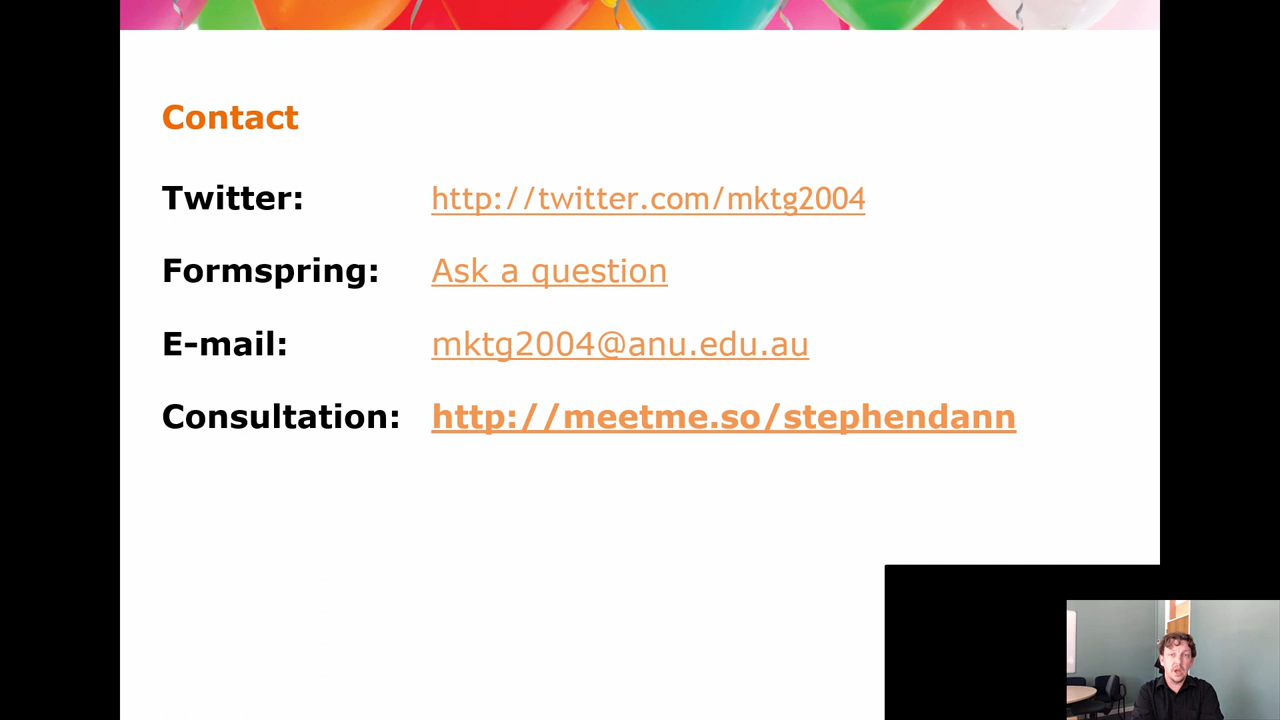 Contact
Twitter: http://twitter.com/mktg2004
Formspring: Ask a question
E-mail: mktg2004@anu.edu.au
Consultation: http://meetme.so/stephendann